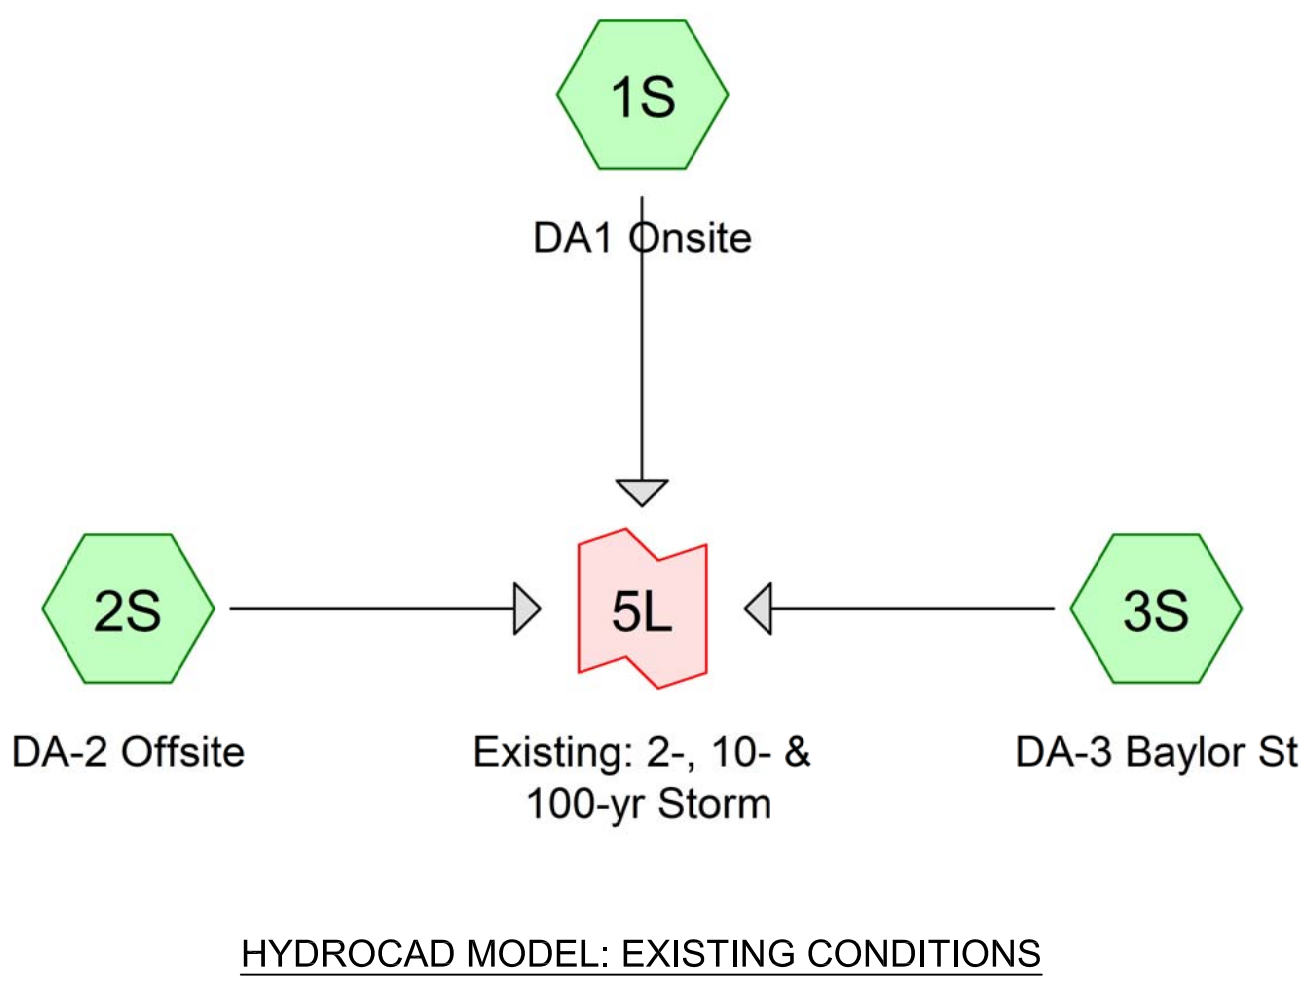 1S
DA1 Onsite
2S
5L
3S
DA-2 Offsite
Existing: 2-, 10- &
100-yr Storm
DA-3 Baylor St
HYDROCAD MODEL: EXISTING CONDITIONS